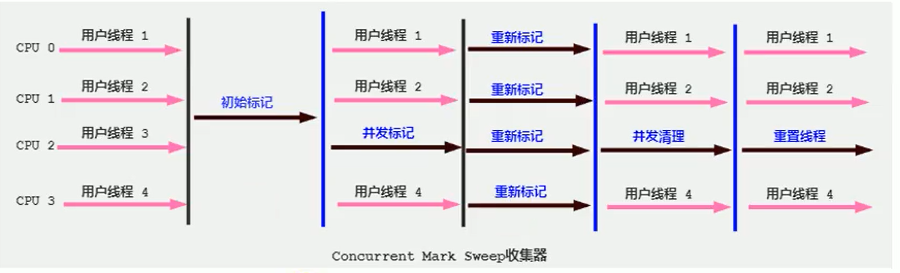 CPU 0 用户线程 1 用户线程 1 重新标记 用户线程 1 用户线程 1
CPU 1 用户线程 2 初始标记 用户线程 2 重新标记 用户线程 2 用户线程 2
CPU 2 用户线程 3 并发标记 重新标记 并发清理 重置线程
CPU 3 用户线程 4 用户线程 4 重新标记 用户线程 4 用户线程 4
Concurrent Mark Sweep收集器